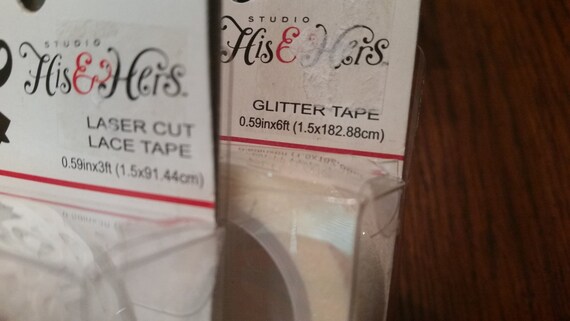 STUDIO
His&Hers
LASER CUT
LACE TAPE
0.59inx3ft (1.5x91.44cm)
STUDIO
His&Hers
GLITTER TAPE
0.59inx6ft (1.5x182.88cm)